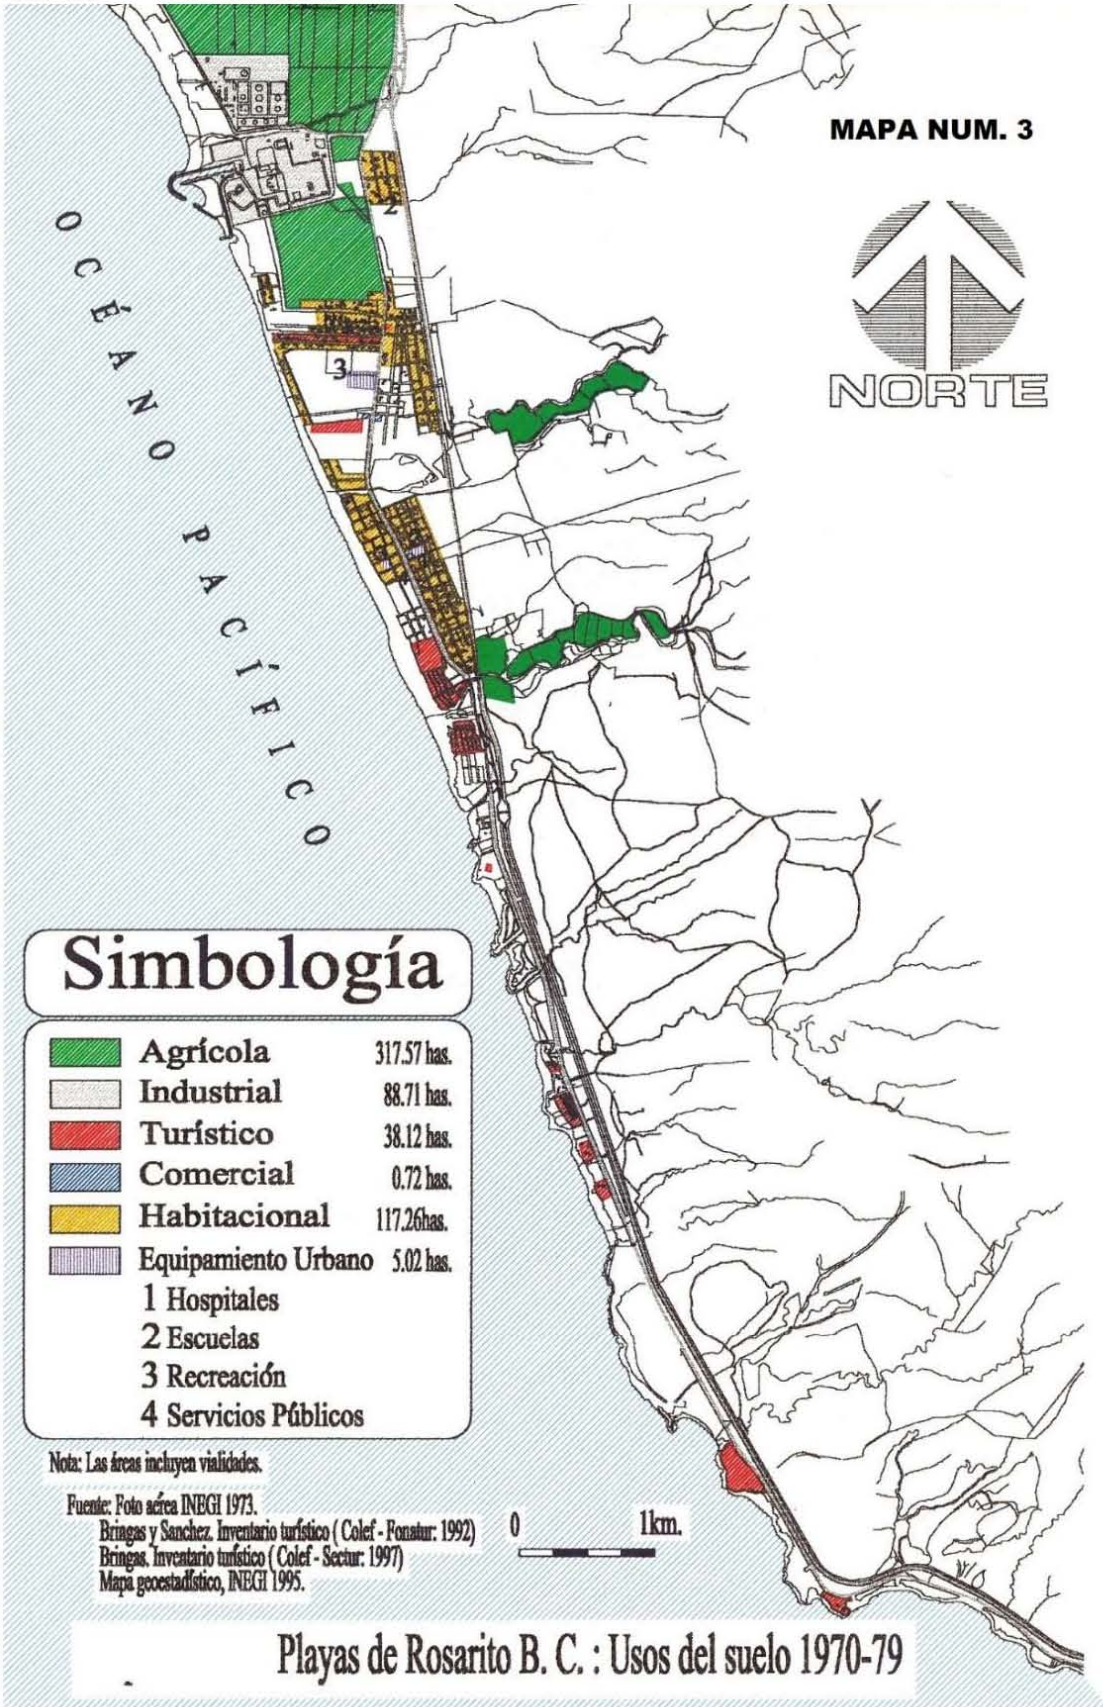 MAPA NUM. 3
NORTE
OCÉANO PACÍFICO
2
3
Simbología
Agrícola 317.57 has.
Industrial 88.71 has.
Turístico 38.12 has.
Comercial 0.72 has.
Habitacional 117.26has.
Equipamiento Urbano 5.02 has.
1 Hospitales
2 Escuelas
3 Recreación
4 Servicios Públicos
Nota: Las áreas incluyen vialidades.
Fuente: Foto aérea INEGI 1973.
Bringas y Sanchez. Inventario turístico ( Colef - Fonatur: 1992)
Bringas. Inventario turístico ( Colef - Sectur: 1997)
Mapa geoestadístico, INEGI 1995.
0 1km.
Playas de Rosarito B. C. : Usos del suelo 1970-79